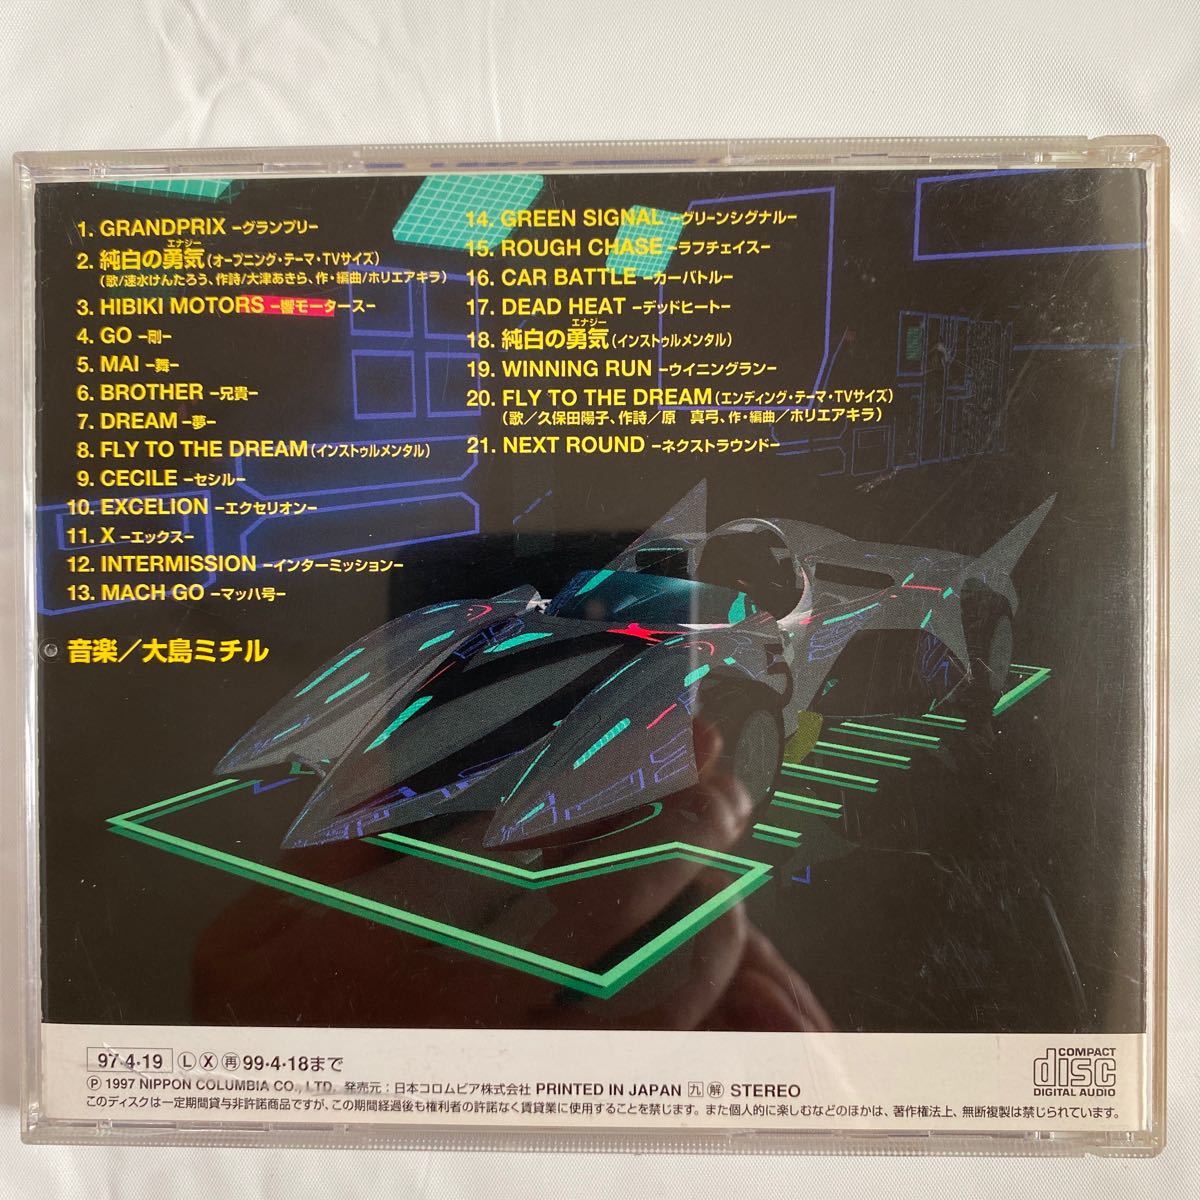 1. GRANDPRIX –グランプリ–
エナジー
2. 純白の勇気(オープニング・テーマ・TVサイズ)
(歌/速水けんたろう、作詩/大津あきら、作・編曲/ホリエアキラ)
3. HIBIKI MOTORS –響モータース–
4. GO –剛–
5. MAI –舞–
6. BROTHER –兄貴–
7. DREAM –夢–
8. FLY TO THE DREAM(インストゥルメンタル)
9. CECILE –セシル–
10. EXCELION –エクセリオン–
11. X –エックス–
12. INTERMISSION –インターミッション–
13. MACH GO –マッハ号–
音楽/大島ミチル
14. GREEN SIGNAL –グリーンシグナル–
15. ROUGH CHASE –ラフチェイス–
16. CAR BATTLE –カーバトル–
17. DEAD HEAT –デッドヒート–
エナジー
18. 純白の勇気(インストゥルメンタル)
19. WINNING RUN –ウイニングラン–
20. FLY TO THE DREAM(エンディング・テーマ・TVサイズ)
(歌/久保田陽子、作詩/原 真弓、作・編曲/ホリエアキラ)
21. NEXT ROUND –ネクストラウンド–
97・4・19 Ⓛ Ⓧ ㊢99・4・18まで
Ⓟ 1997 NIPPON COLUMBIA CO., LTD. 発売元:日本コロムビア株式会社 PRINTED IN JAPAN 九 解 STEREO
このディスクは一定期間貸与非許諾商品ですが、この期間経過後も権利者の許諾なく賃貸業に使用することを禁じます。また個人的に楽しむなどのほかは、著作権法上、無断複製は禁じられています。
COMPACT
disc
DIGITAL AUDIO